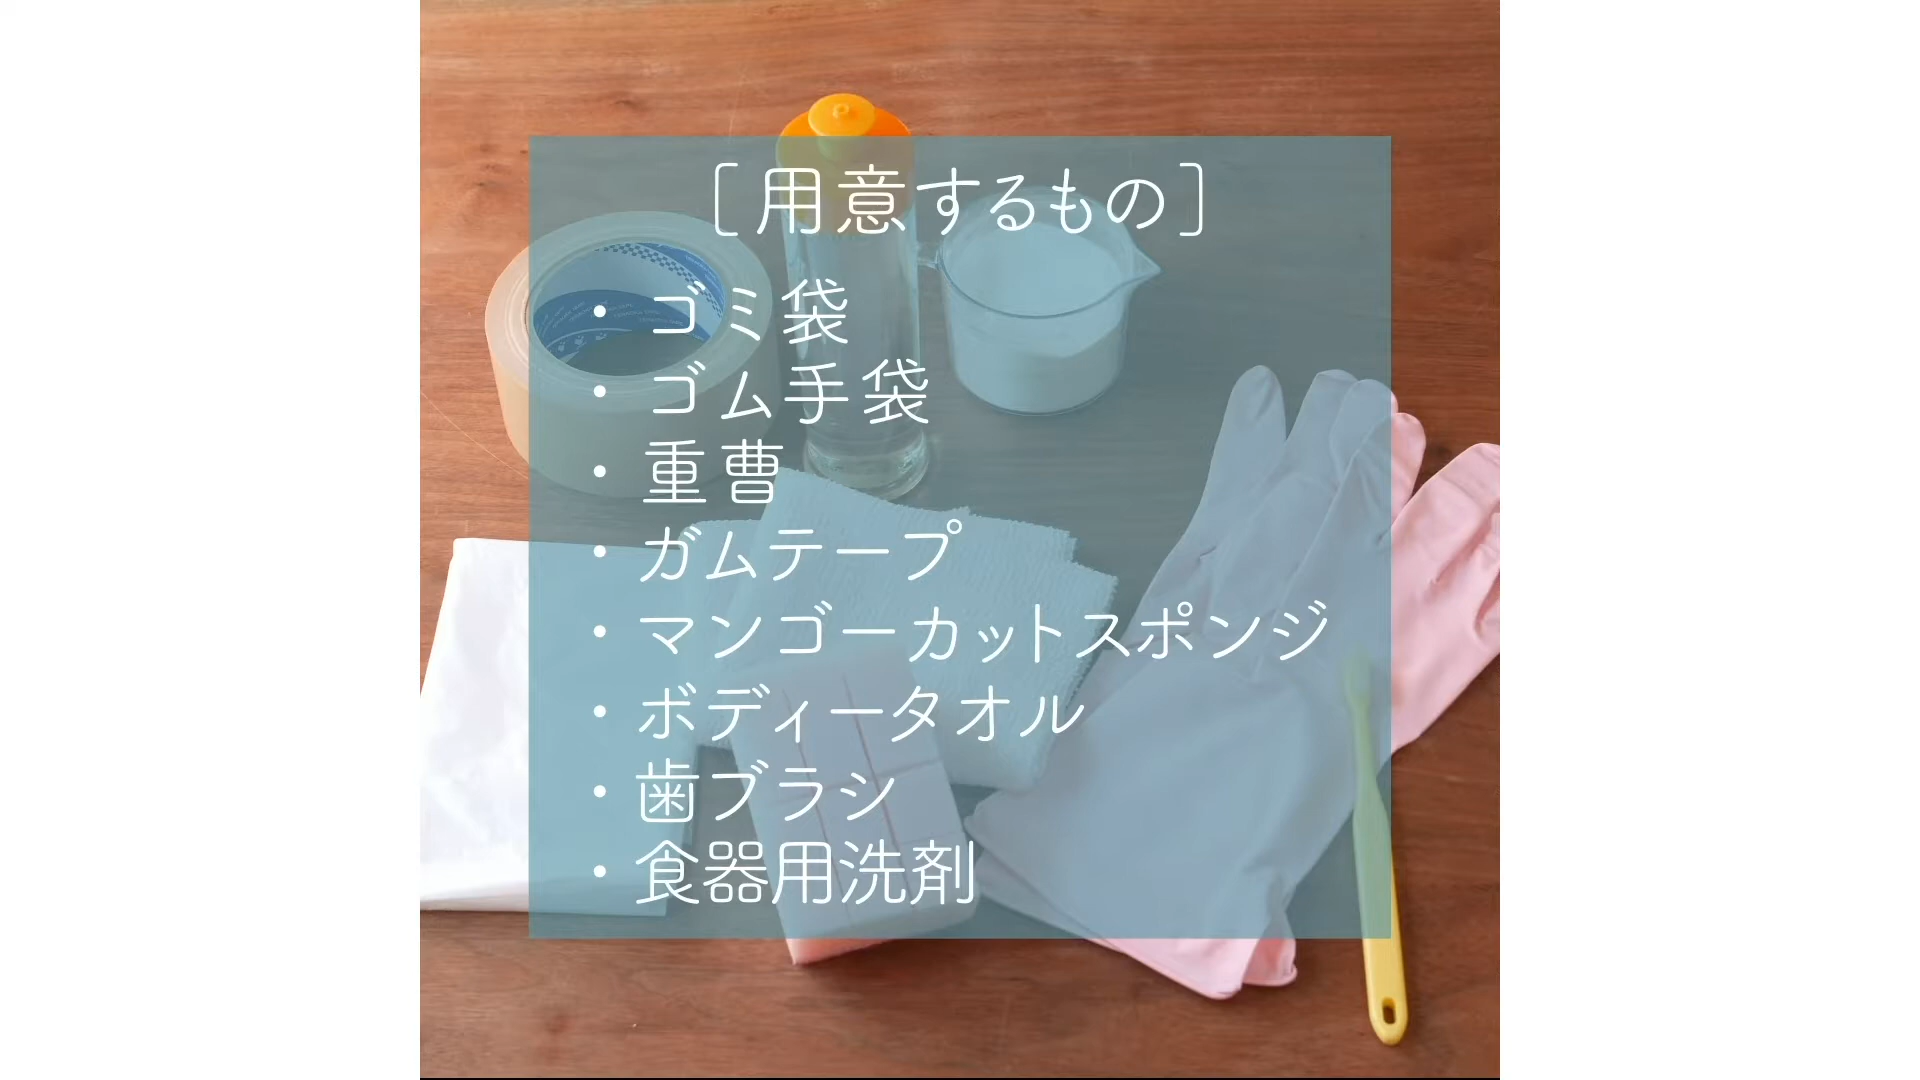 ［用意するもの］
・ゴミ袋
・ゴム手袋
・重曹
・ガムテープ
・マンゴーカットスポンジ
・ボディータオル
・歯ブラシ
・食器用洗剤